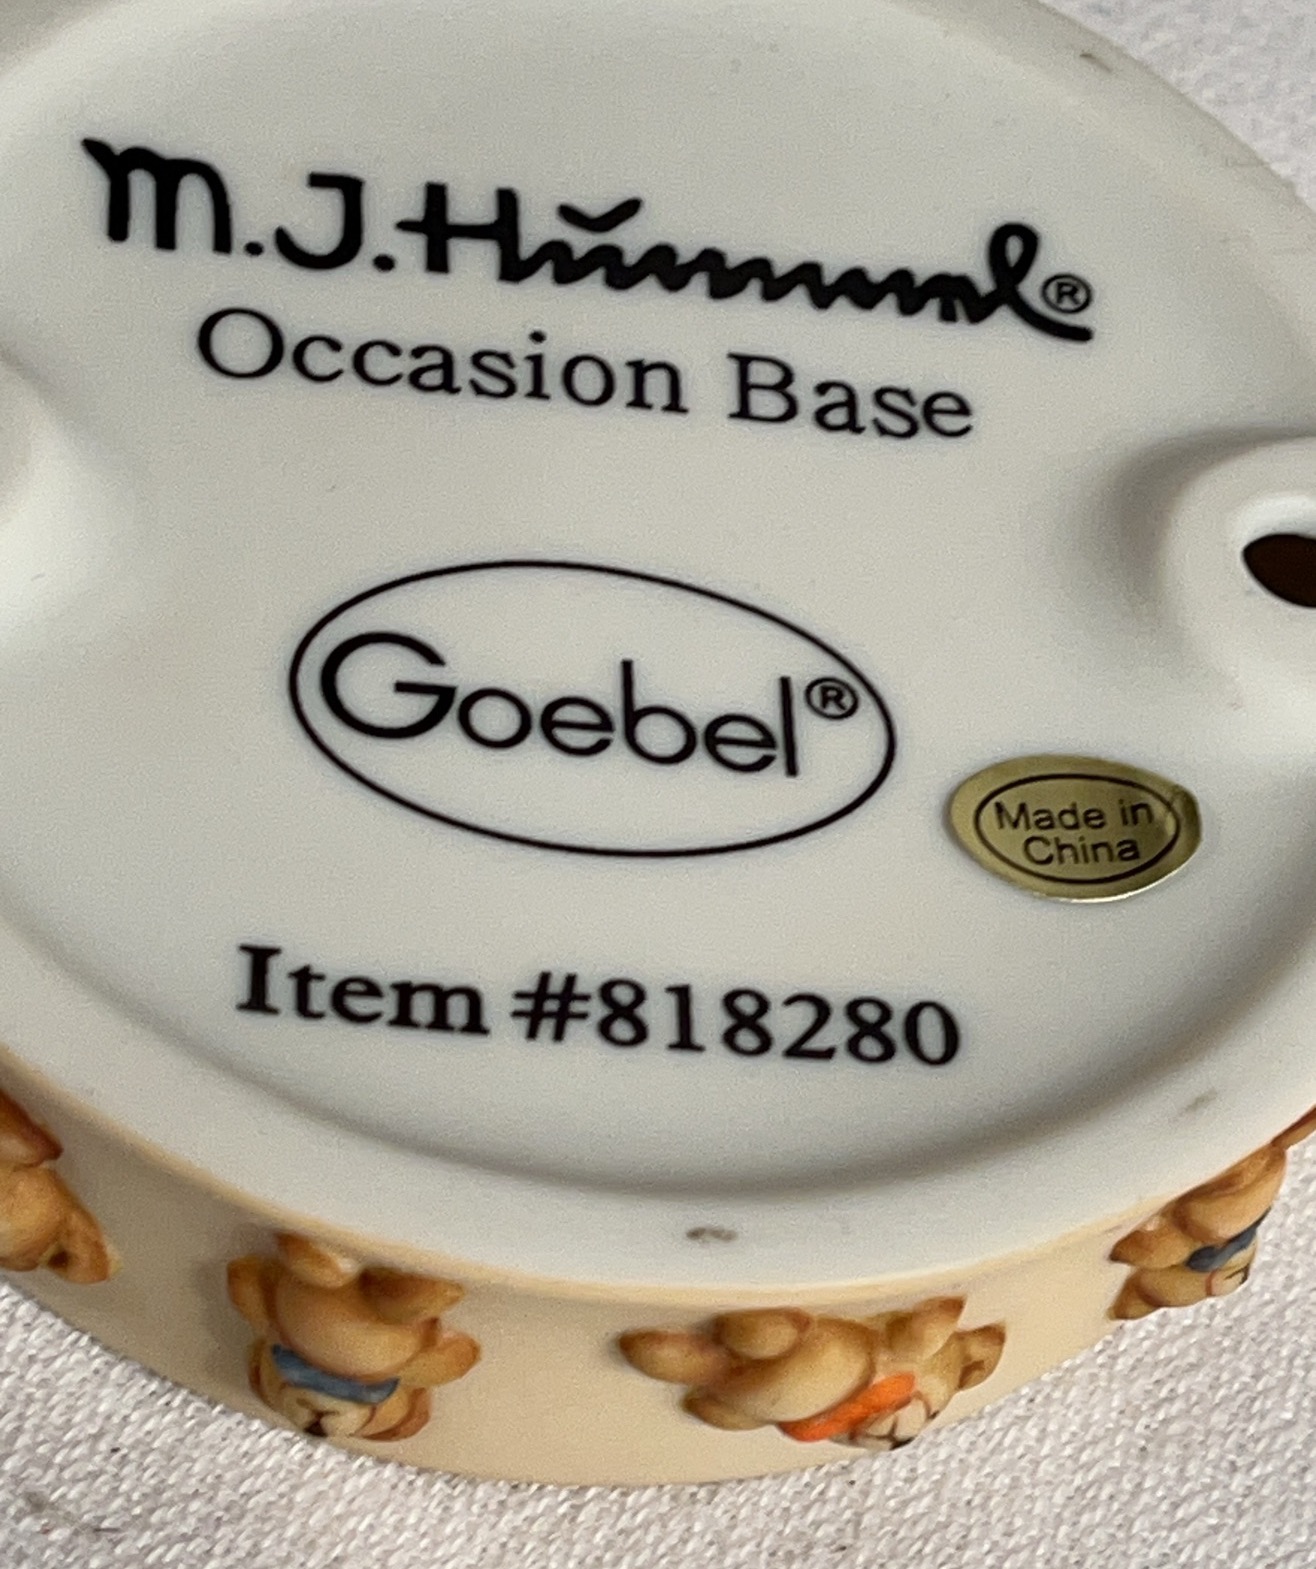 M.J.Hummel®
Occasion Base
Goebel®
Made in
China
Item #818280